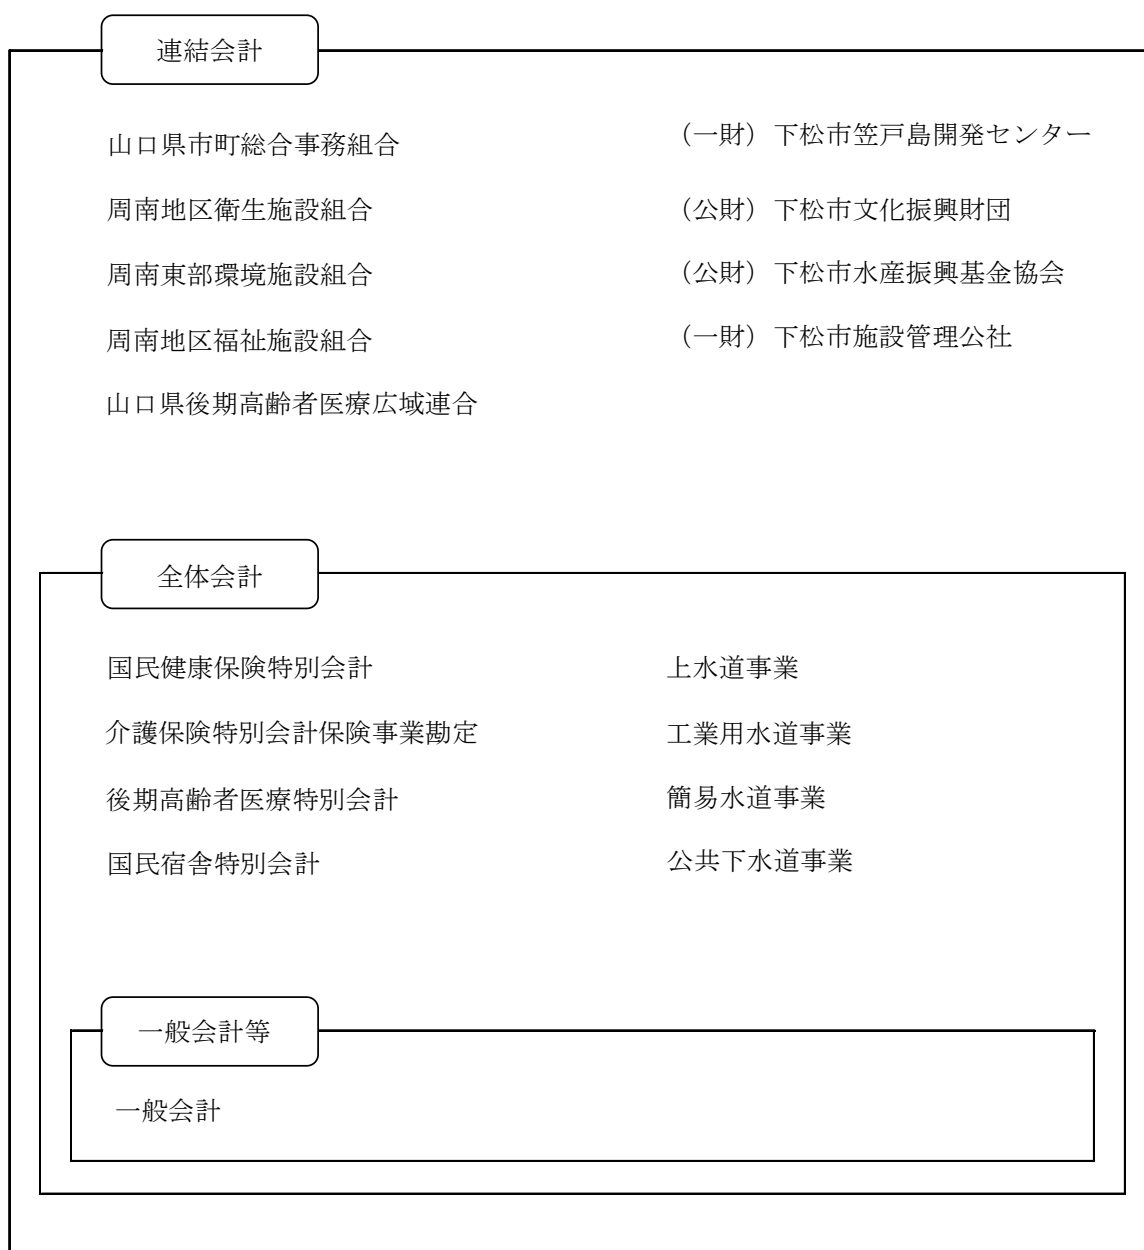 連結会計
山口県市町総合事務組合
周南地区衛生施設組合
周南東部環境施設組合
周南地区福祉施設組合
山口県後期高齢者医療広域連合
（一財）下松市笠戸島開発センター
（公財）下松市文化振興財団
（公財）下松市水産振興基金協会
（一財）下松市施設管理公社
全体会計
国民健康保険特別会計
介護保険特別会計保険事業勘定
後期高齢者医療特別会計
国民宿舎特別会計
上水道事業
工業用水道事業
簡易水道事業
公共下水道事業
一般会計等
一般会計